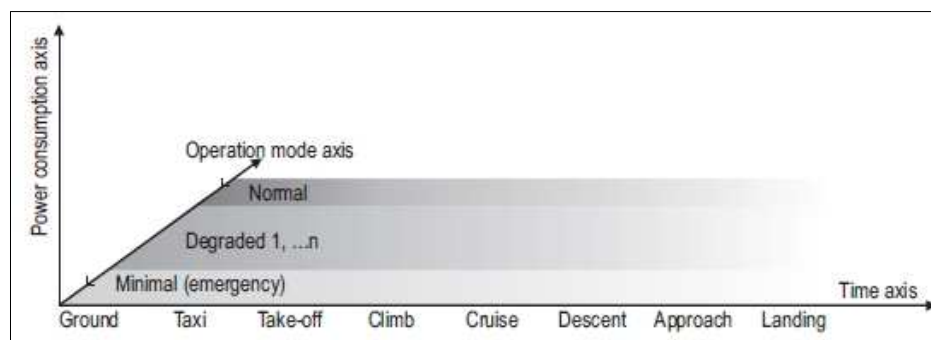 Power consumption axis
Operation mode axis
Normal
Degraded 1, ...n
Minimal (emergency)
Time axis
Ground Taxi Take-off Climb Cruise Descent Approach Landing